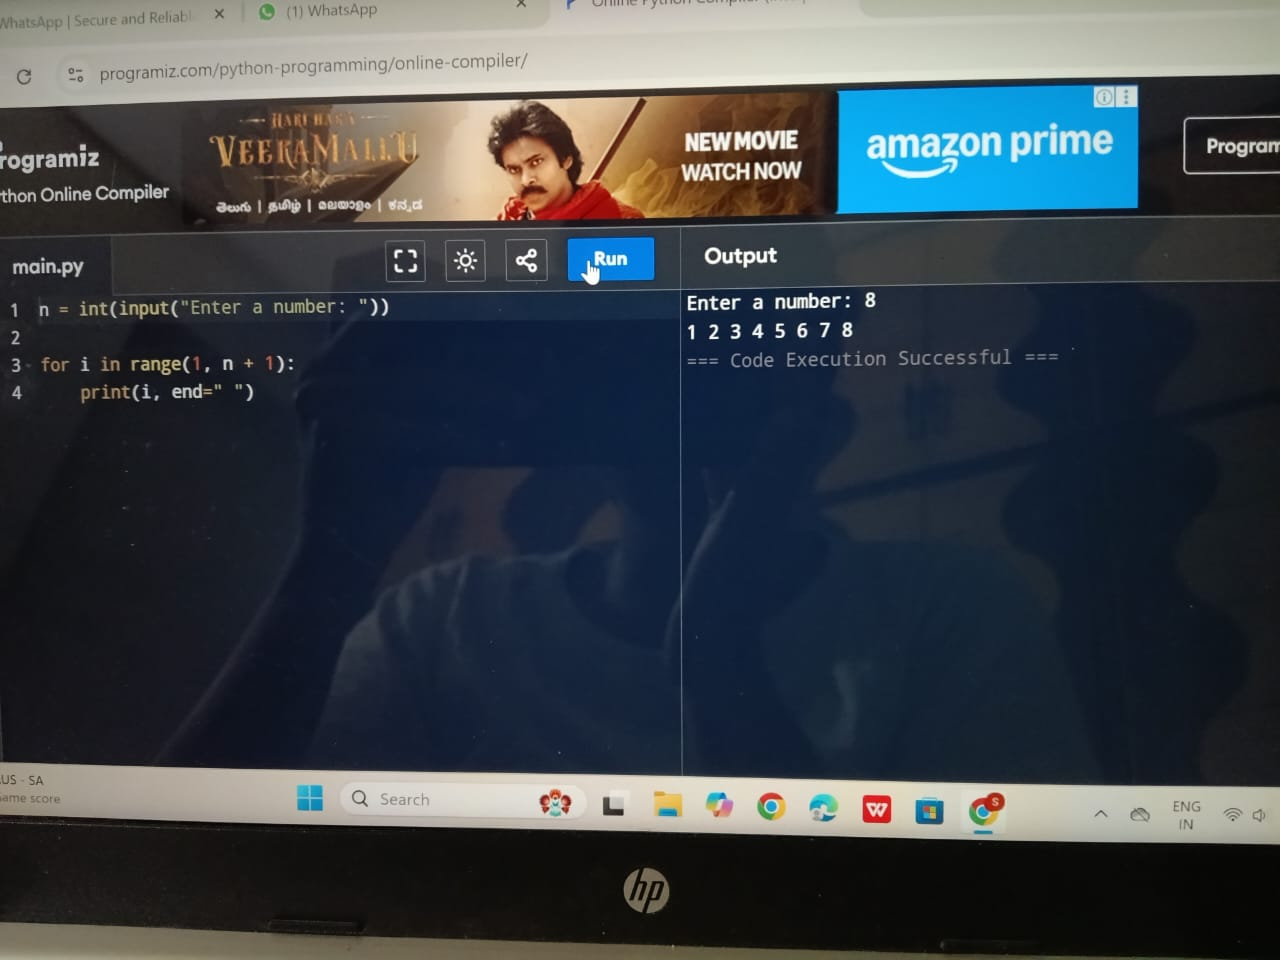 WhatsApp | Secure and Reliabl
(1) WhatsApp
programiz.com/python-programming/online-compiler/
rogramiz
thon Online Compiler
HARI HARA
VEERAMALLU
తెలుగు | தமிழ் | മലയാളം | ಕನ್ನಡ
NEW MOVIE
WATCH NOW
amazon prime
Program
main.py
Run
Output
1 n = int(input("Enter a number: "))
2
3 for i in range(1, n + 1):
4     print(i, end=" ")
Enter a number: 8
1 2 3 4 5 6 7 8
=== Code Execution Successful ===
US - SA
ame score
Search
S
ENG
IN
hp